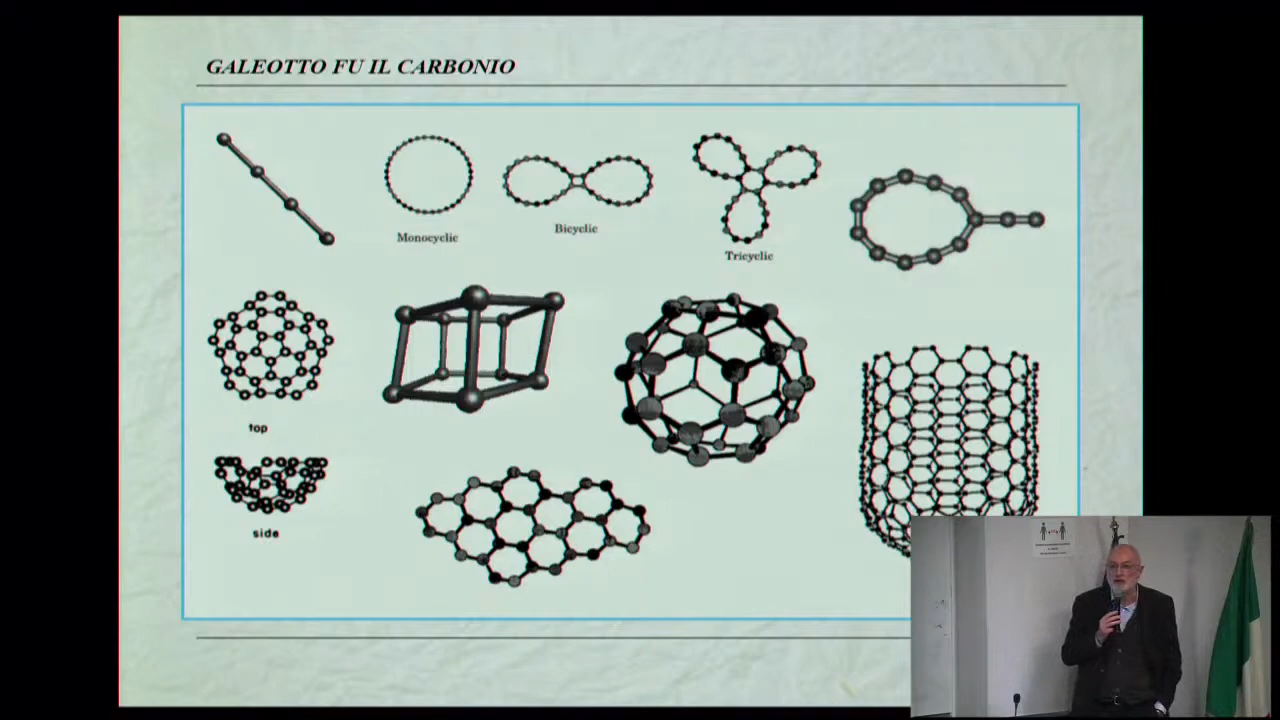 GALEOTTO FU IL CARBONIO
Monocyclic
Bicyclic
Tricyclic
top
side